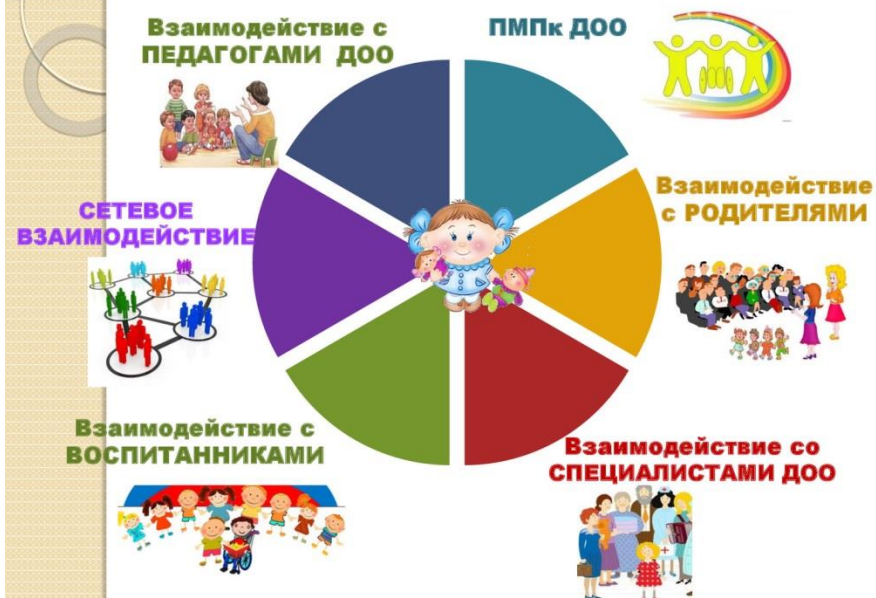 Взаимодействие с
ПЕДАГОГАМИ ДОО
ПМПк ДОО
Взаимодействие
с РОДИТЕЛЯМИ
СЕТЕВОЕ
ВЗАИМОДЕЙСТВИЕ
Взаимодействие с
ВОСПИТАННИКАМИ
Взаимодействие со
СПЕЦИАЛИСТАМИ ДОО